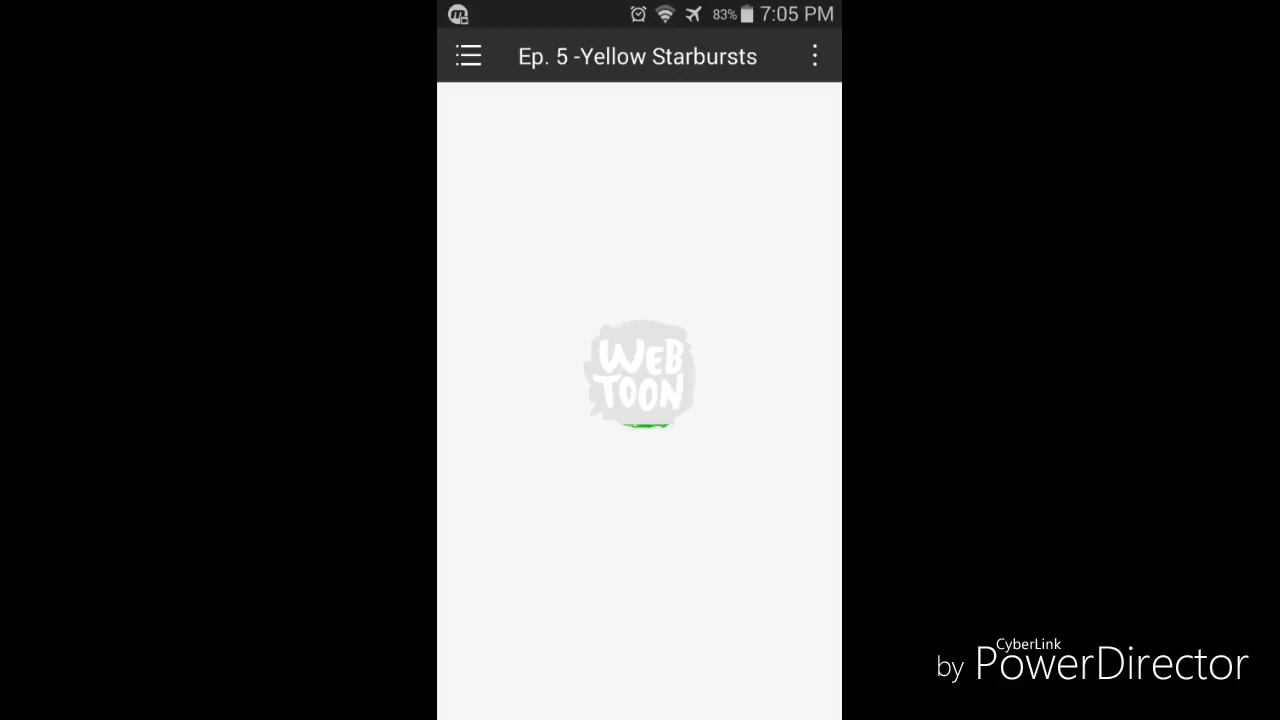 83% 7:05 PM
Ep. 5 -Yellow Starbursts
WEB
TOON
CyberLink
by PowerDirector